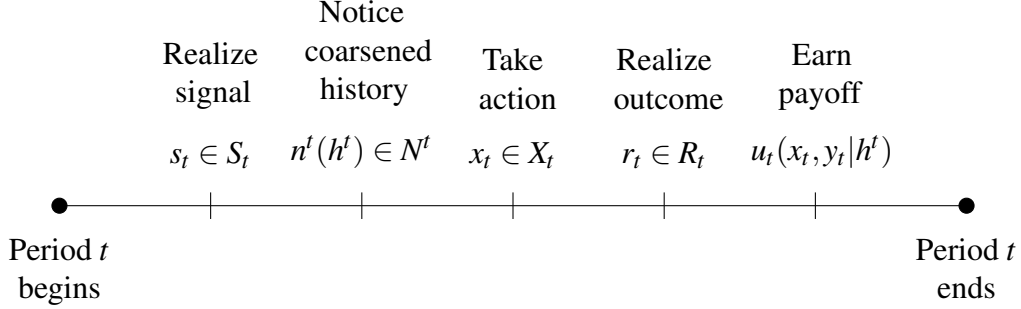 Realize
signal
s_t ∈ S_t
Notice
coarsened
history
n^t(h^t) ∈ N^t
Take
action
x_t ∈ X_t
Realize
outcome
r_t ∈ R_t
Earn
payoff
u_t(x_t, y_t|h^t)
Period t
begins
Period t
ends